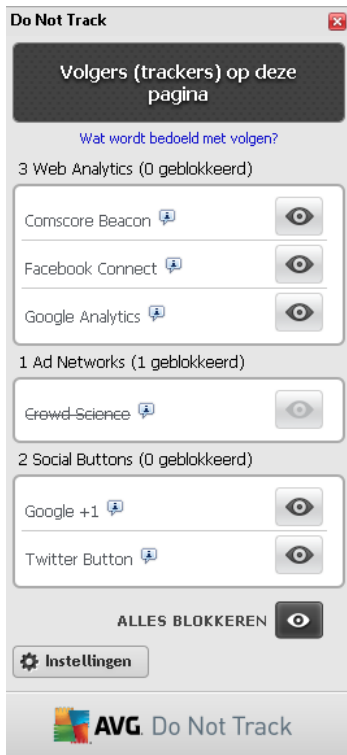 Do Not Track
Volgers (trackers) op deze
pagina
Wat wordt bedoeld met volgen?
3 Web Analytics (0 geblokkeerd)
Comscore Beacon
Facebook Connect
Google Analytics
1 Ad Networks (1 geblokkeerd)
Crowd Science
2 Social Buttons (0 geblokkeerd)
Google +1
Twitter Button
ALLES BLOKKEREN
Instellingen
AVG. Do Not Track